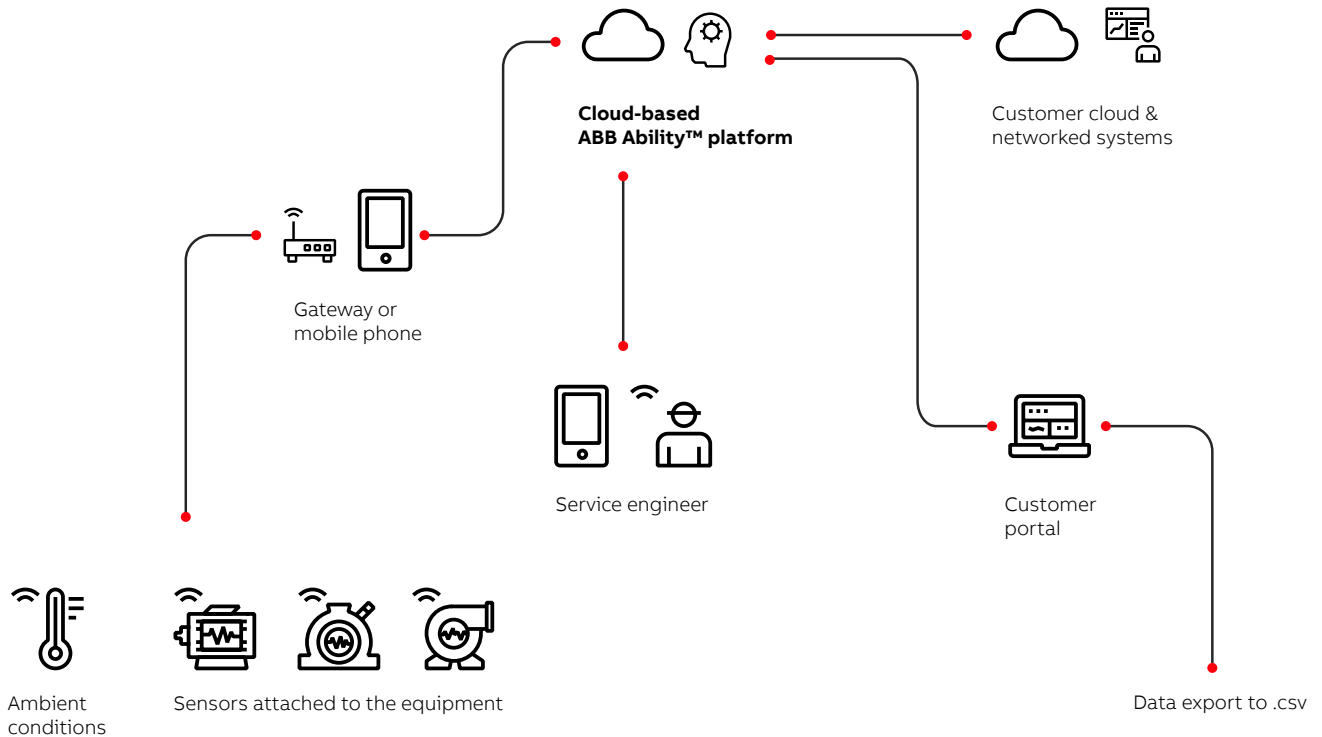 Cloud-based
ABB Ability™ platform
Customer cloud &
networked systems
Gateway or
mobile phone
Service engineer
Customer
portal
Ambient
conditions
Sensors attached to the equipment
Data export to .csv